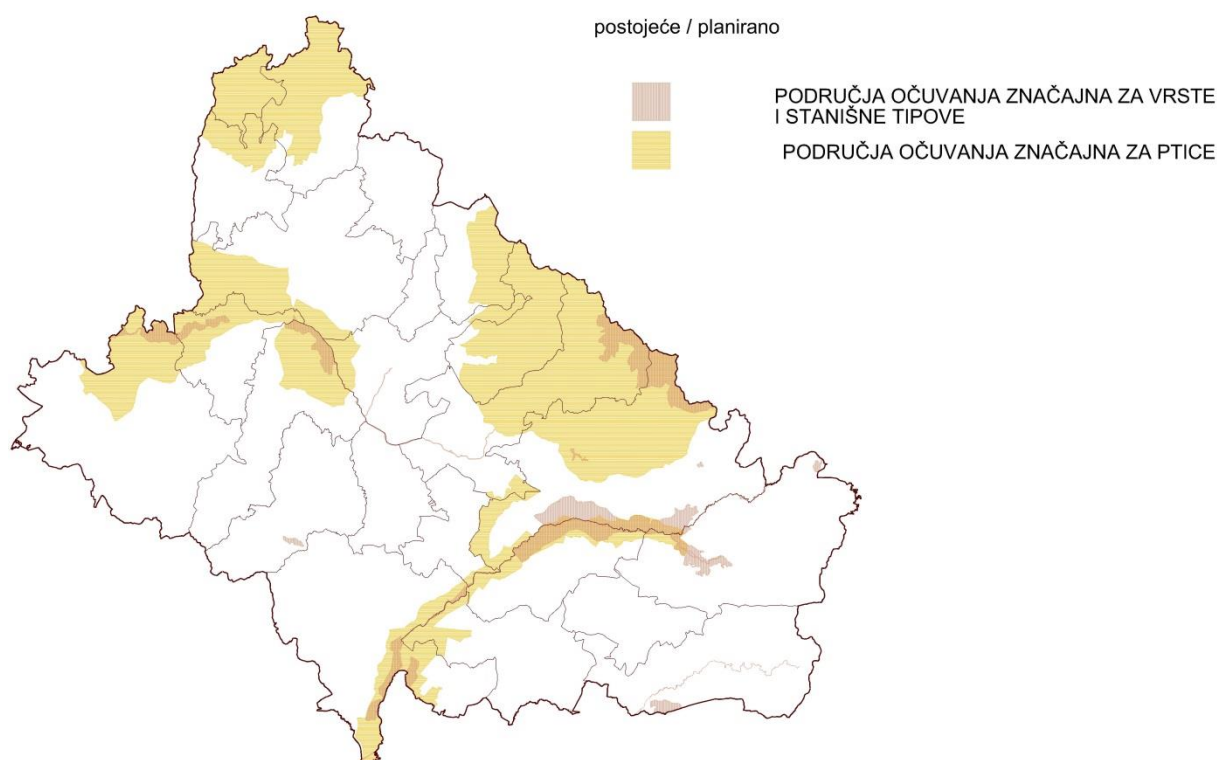 postojeće / planirano
PODRUČJA OČUVANJA ZNAČAJNA ZA VRSTE
I STANIŠNE TIPOVE
PODRUČJA OČUVANJA ZNAČAJNA ZA PTICE